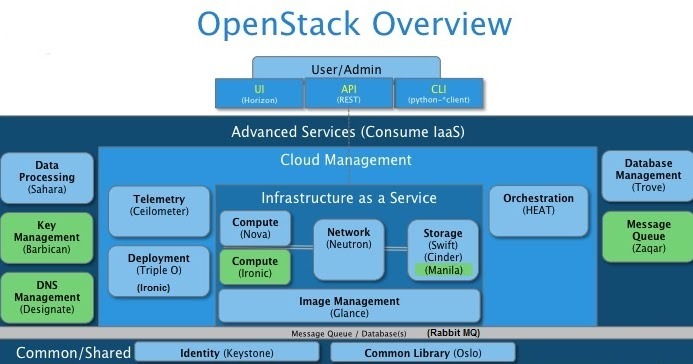 OpenStack Overview
User/Admin
UI
(Horizon)
API
(REST)
CLI
(python-*client)
Advanced Services (Consume IaaS)
Cloud Management
Infrastructure as a Service
Data
Processing
(Sahara)
Key
Management
(Barbican)
DNS
Management
(Designate)
Telemetry
(Ceilometer)
Deployment
(Triple O)
(Ironic)
Compute
(Nova)
Compute
(Ironic)
Network
(Neutron)
Storage
(Swift)
(Cinder)
(Manila)
Image Management
(Glance)
Orchestration
(HEAT)
Database
Management
(Trove)
Message
Queue
(Zaqar)
Message Queue / Database(s) (Rabbit MQ)
Common/Shared
Identity (Keystone)
Common Library (Oslo)